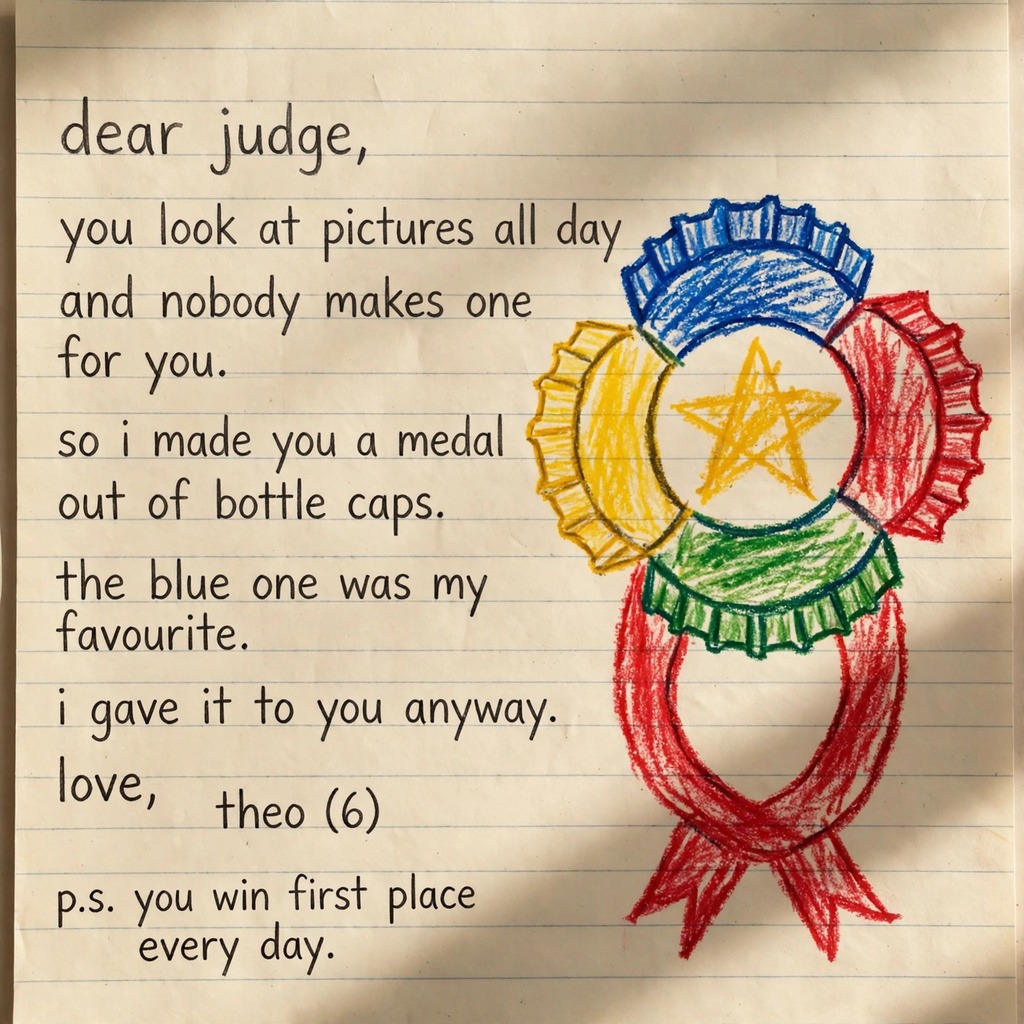 dear judge,
you look at pictures all day
and nobody makes one
for you.
so i made you a medal
out of bottle caps.
the blue one was my
favourite.
i gave it to you anyway.
love,
theo (6)
p.s. you win first place
every day.